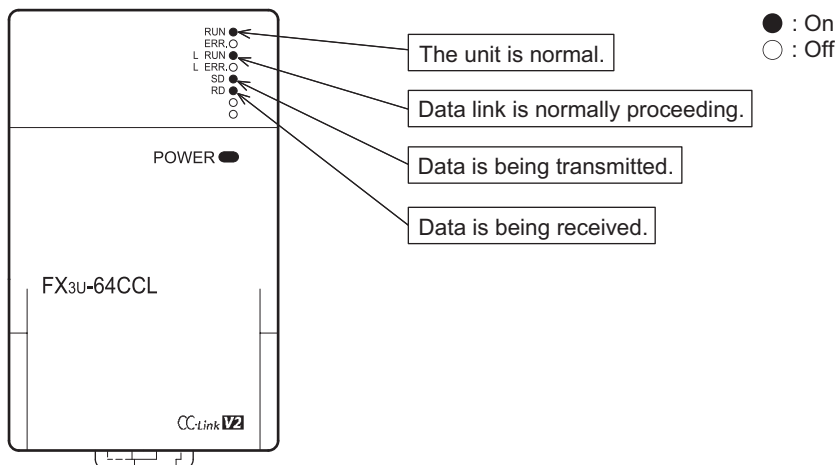 RUN
ERR.
L RUN
L ERR.
SD
RD
POWER
FX3U-64CCL
CC-Link V2
The unit is normal.
Data link is normally proceeding.
Data is being transmitted.
Data is being received.
: On
: Off